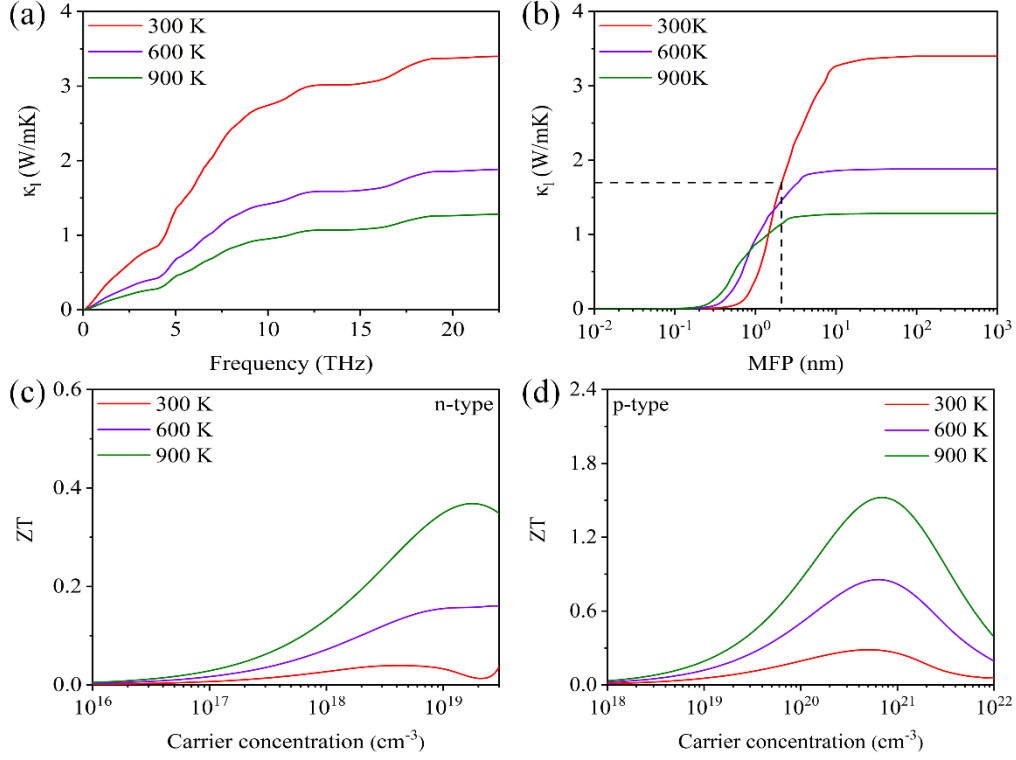 (a)
300 K
600 K
900 K
4
3
2
1
0
κl (W/mK)
0 5 10 15 20
Frequency (THz)
(b)
300K
600K
900K
4
3
2
1
0
κl (W/mK)
10-2 10-1 100 101 102 103
MFP (nm)
(c)
300 K
600 K
900 K
n-type
0.6
0.4
0.2
0.0
ZT
1016 1017 1018 1019
Carrier concentration (cm-3)
(d)
p-type
300 K
600 K
900 K
2.4
1.8
1.2
0.6
0.0
ZT
1018 1019 1020 1021 1022
Carrier concentration (cm-3)